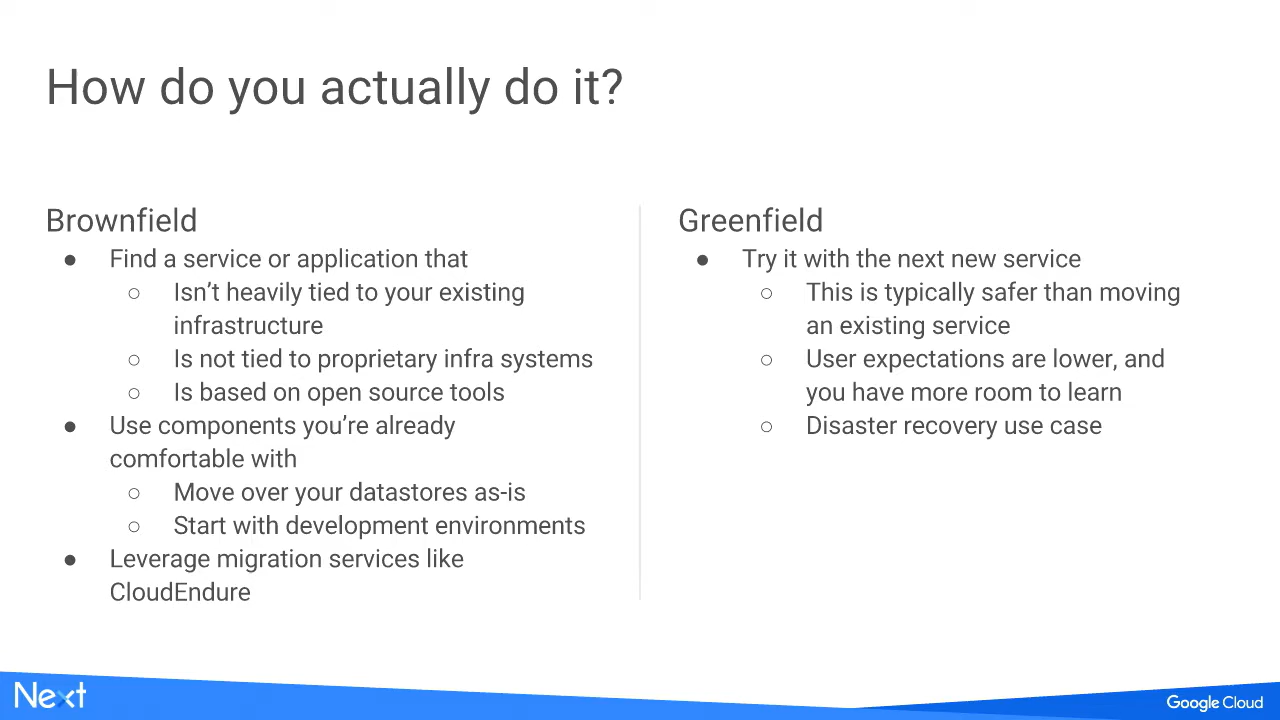 How do you actually do it?
Brownfield
● Find a service or application that
○ Isn't heavily tied to your existing
infrastructure
○ Is not tied to proprietary infra systems
○ Is based on open source tools
● Use components you're already
comfortable with
○ Move over your datastores as-is
○ Start with development environments
● Leverage migration services like
CloudEndure
Greenfield
● Try it with the next new service
○ This is typically safer than moving
an existing service
○ User expectations are lower, and
you have more room to learn
○ Disaster recovery use case
Next
Google Cloud